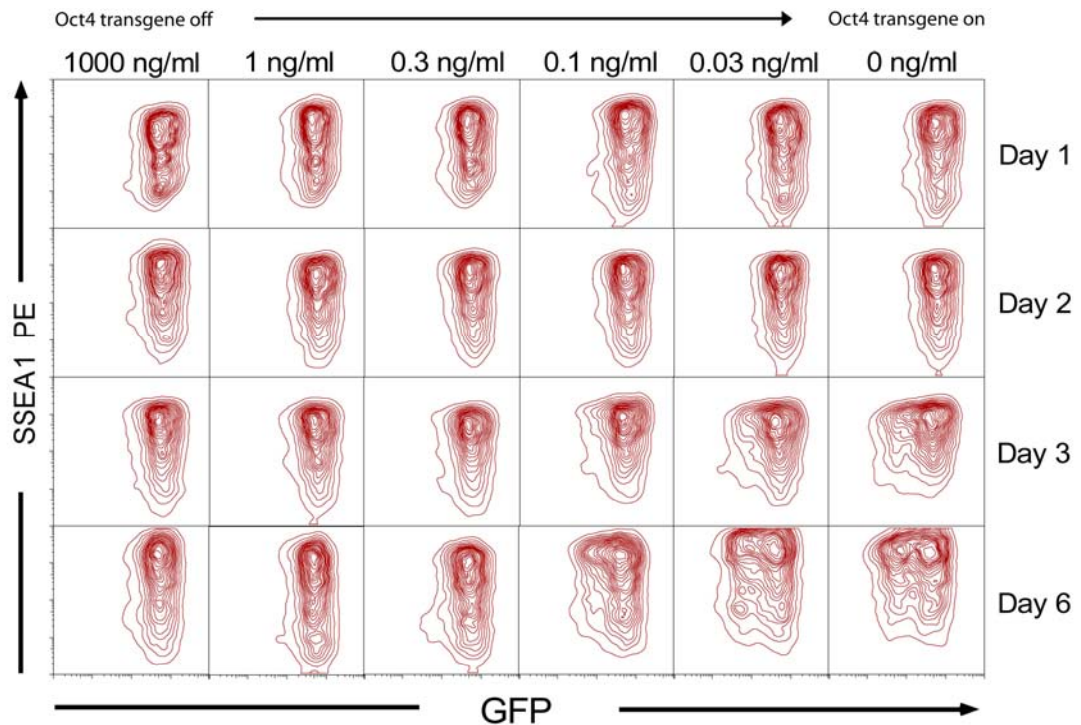 Oct4 transgene off
Oct4 transgene on
1000 ng/ml 1 ng/ml 0.3 ng/ml 0.1 ng/ml 0.03 ng/ml 0 ng/ml
Day 1
Day 2
Day 3
Day 6
SSEA1 PE
GFP